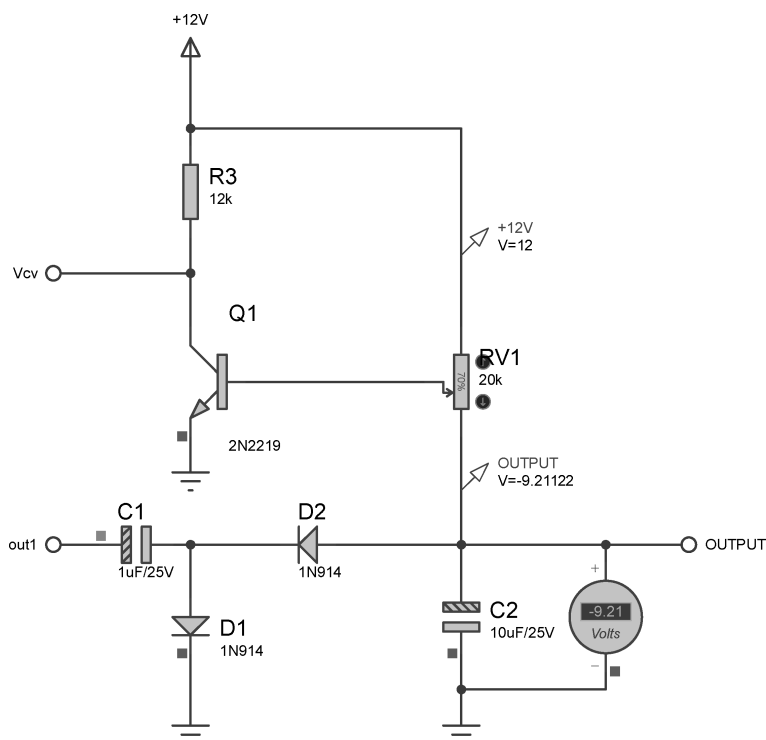 +12V
R3
12k
+12V
V=12
Vcv
Q1
RV1
70%
20k
2N2219
OUTPUT
V=-9.21122
C1
D2
out1
OUTPUT
1uF/25V
1N914
+
C2
-9.21
D1
10uF/25V
Volts
1N914
−